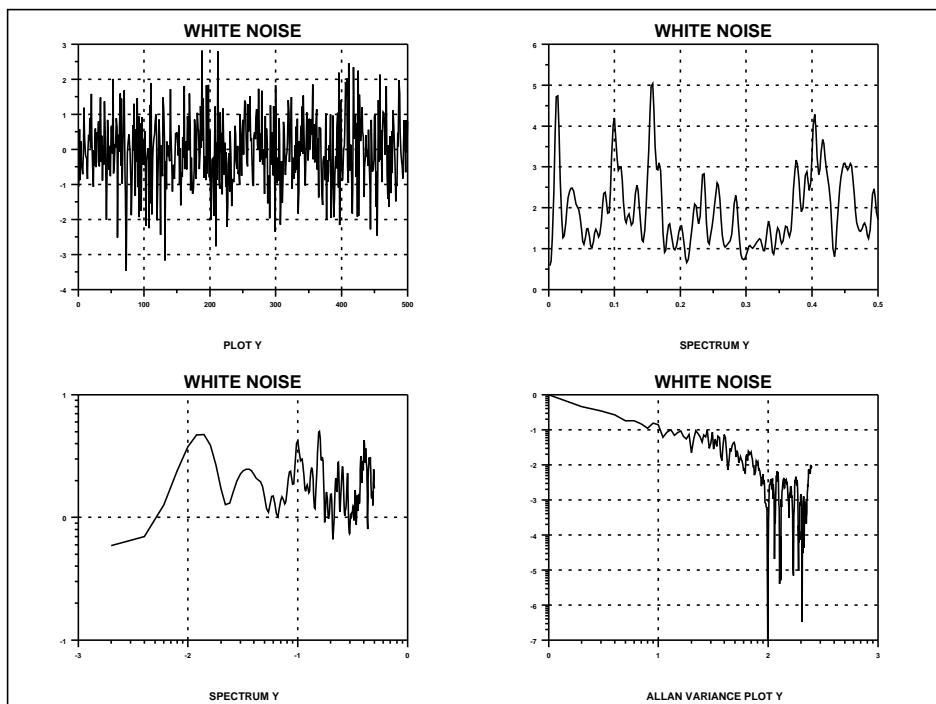 WHITE NOISE
3
2
1
0
-1
-2
-3
-4
0 100 200 300 400 500
PLOT Y
WHITE NOISE
6
5
4
3
2
1
0
0 0.1 0.2 0.3 0.4 0.5
SPECTRUM Y
WHITE NOISE
1
0
-1
-3 -2 -1 0
SPECTRUM Y
WHITE NOISE
0
-1
-2
-3
-4
-5
-6
-7
0 1 2 3
ALLAN VARIANCE PLOT Y